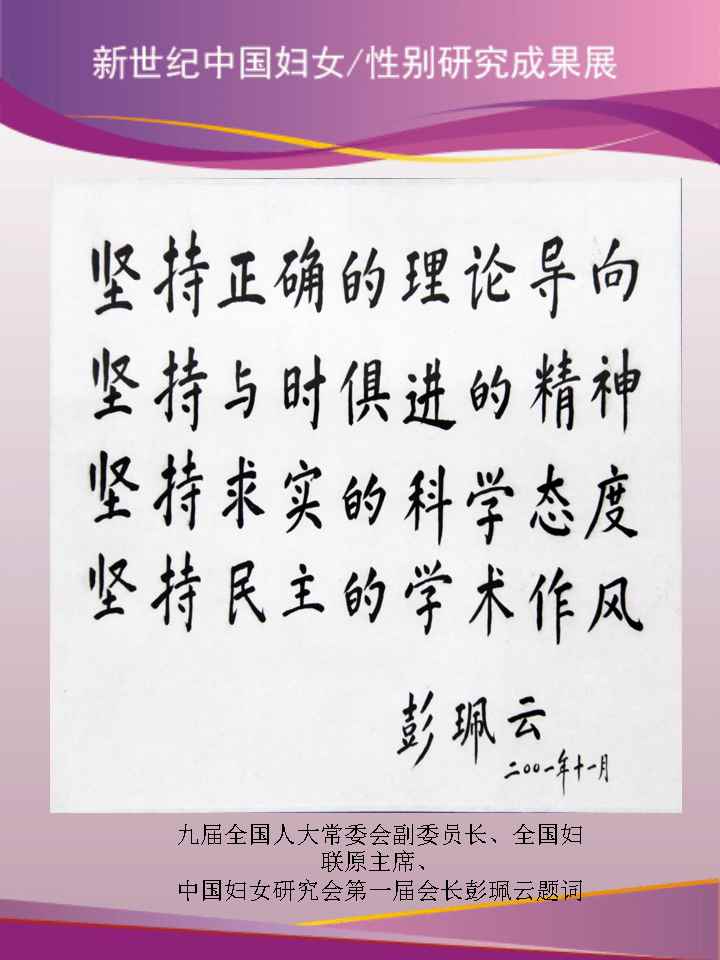 新世纪中国妇女/性别研究成果展
坚持正确的理论导向
坚持与时俱进的精神
坚持求实的科学态度
坚持民主的学术作风
彭珮云
二〇〇一年十一月
九届全国人大常委会副委员长、全国妇
联原主席、
中国妇女研究会第一届会长彭珮云题词